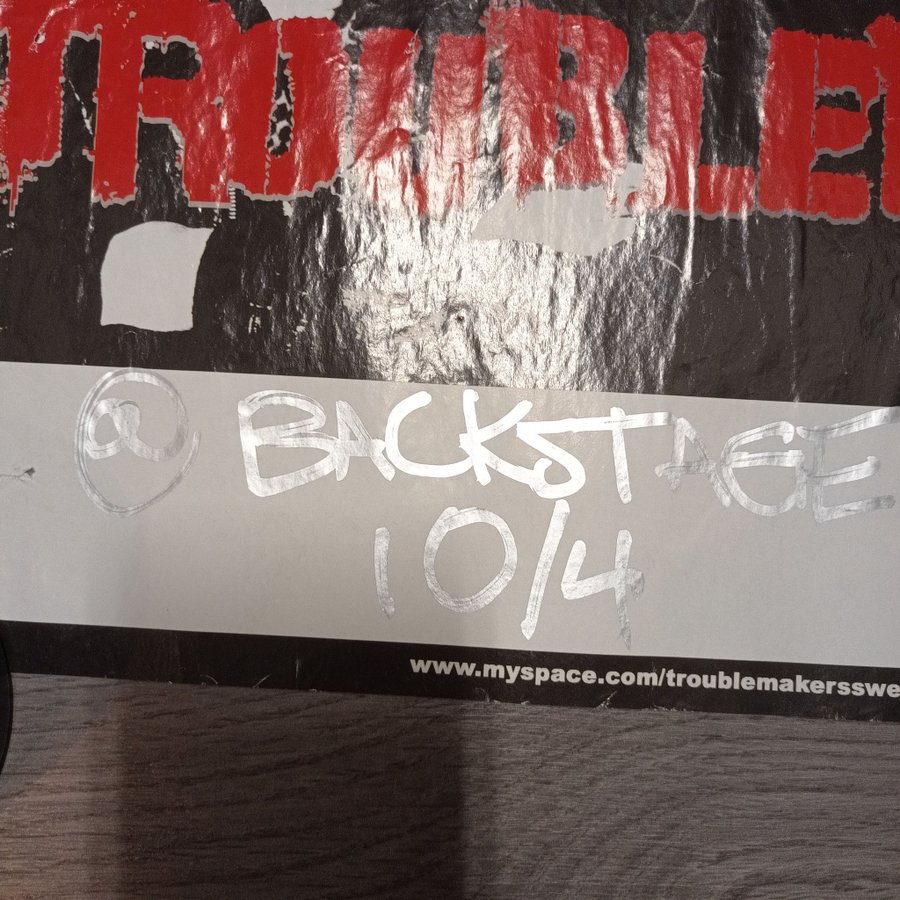 TROUBLE
@ BACKSTAGE
10/4
www.myspace.com/troublemakersswe